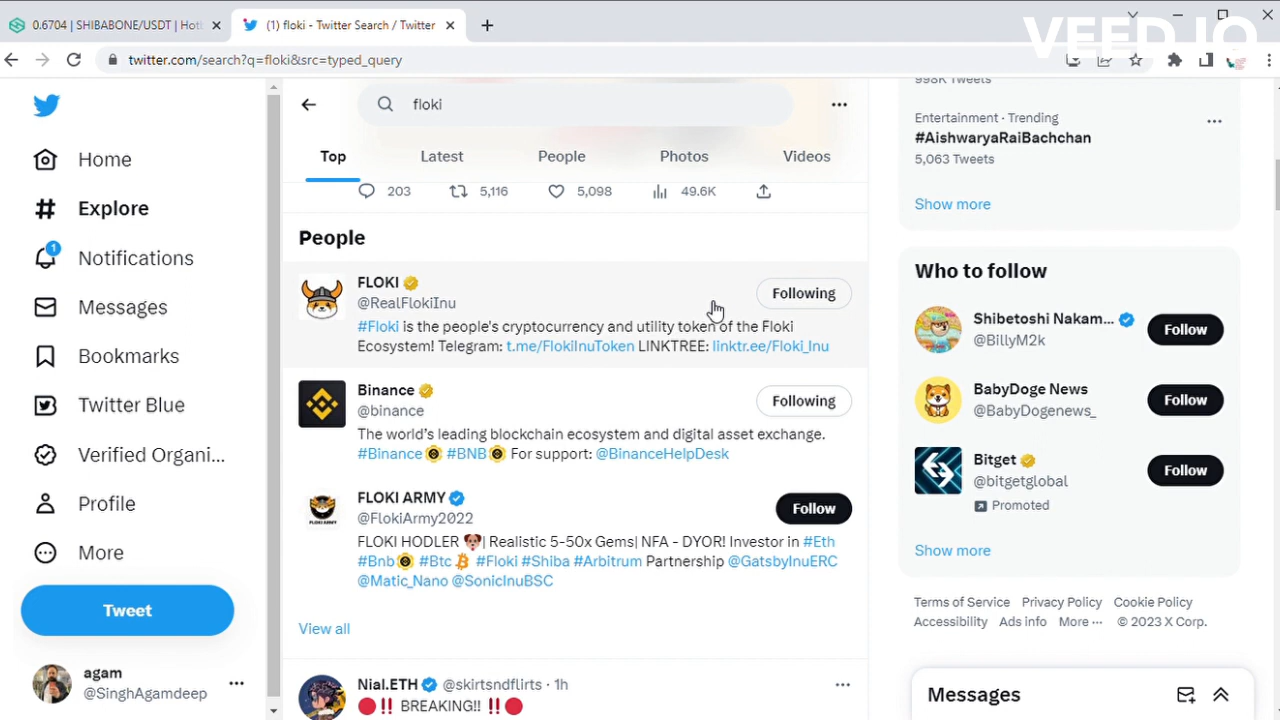 0.6704 | SHIBABONE/USDT | Hotb
(1) floki - Twitter Search / Twitter
VEED.IO
twitter.com/search?q=floki&src=typed_query
floki
Top
Latest
People
Photos
Videos
203
5,116
5,098
49.6K
Home
Explore
1
Notifications
Messages
Bookmarks
Twitter Blue
Verified Organi...
Profile
More
Tweet
agam
@SinghAgamdeep
People
FLOKI
@RealFlokiInu
Following
#Floki is the people's cryptocurrency and utility token of the Floki
Ecosystem! Telegram: t.me/FlokiInuToken LINKTREE: linktr.ee/Floki_Inu
Binance
@binance
Following
The world's leading blockchain ecosystem and digital asset exchange.
#Binance #BNB For support: @BinanceHelpDesk
FLOKI ARMY
@FlokiArmy2022
Follow
FLOKI HODLER | Realistic 5-50x Gems| NFA - DYOR! Investor in #Eth
#Bnb #Btc #Floki #Shiba #Arbitrum Partnership @GatsbyInuERC
@Matic_Nano @SonicInuBSC
View all
Nial.ETH @skirtsndflirts · 1h
BREAKING!!
998K Tweets
Entertainment · Trending
#AishwaryaRaiBachchan
5,063 Tweets
Show more
Who to follow
Shibetoshi Nakam...
@BillyM2k
Follow
BabyDoge News
@BabyDogenews_
Follow
Bitget
@bitgetglobal
Follow
Promoted
Show more
Terms of Service Privacy Policy Cookie Policy
Accessibility Ads info More ··· © 2023 X Corp.
Messages